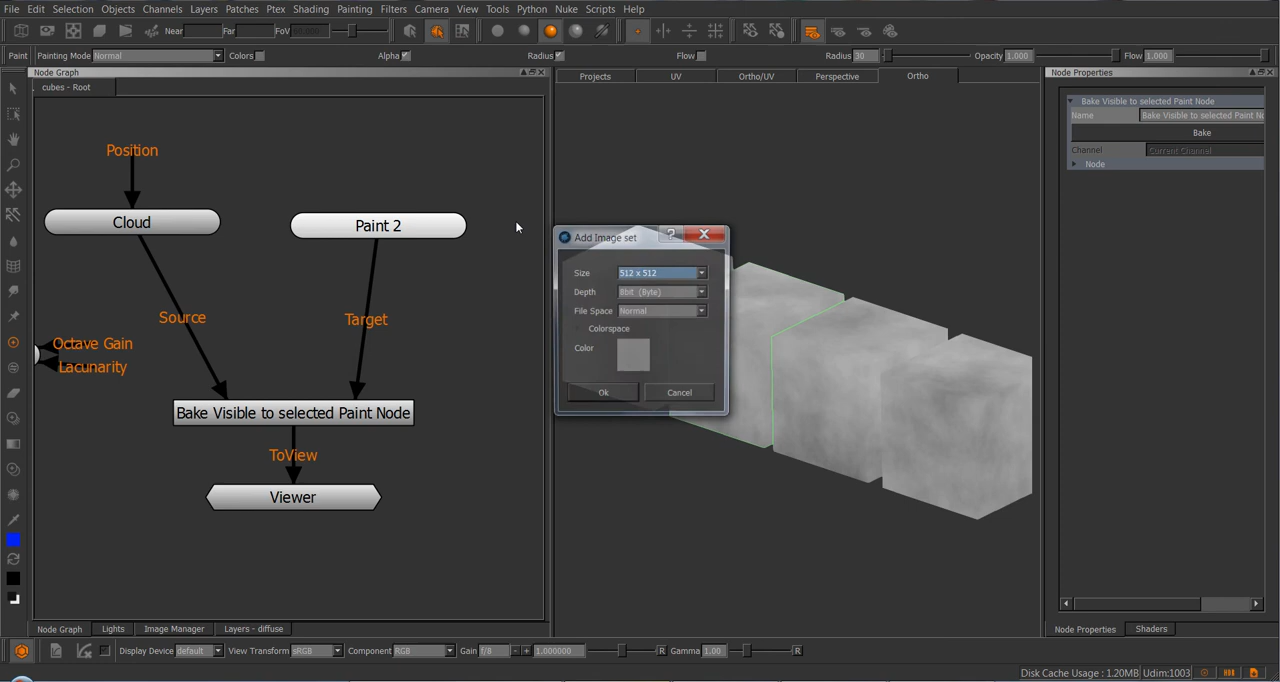 File Edit Selection Objects Channels Layers Patches Ptex Shading Painting Filters Camera View Tools Python Nuke Scripts Help
Near Far FoV
Paint Painting Mode Normal Colors Alpha Radius Flow Radius 30 Opacity 1.000 Flow 1.000
Node Graph
cubes - Root
Projects UV Ortho/UV Perspective Ortho
Node Properties
Bake Visible to selected Paint Node
Name Bake Visible to selected Paint No
Bake
Channel Current Channel
Node
Position
Cloud
Paint 2
Source
Target
Octave Gain
Lacunarity
Bake Visible to selected Paint Node
ToView
Viewer
Add Image set
Size 512 x 512
Depth 8bit (Byte)
File Space Normal
Colorspace
Color
Ok Cancel
Node Graph Lights Image Manager Layers - diffuse
Node Properties Shaders
Display Device default View Transform sRGB Component RGB Gain f/8 - + 1.000000 R Gamma 1.00 R
Disk Cache Usage : 1.20MB Udim:1003